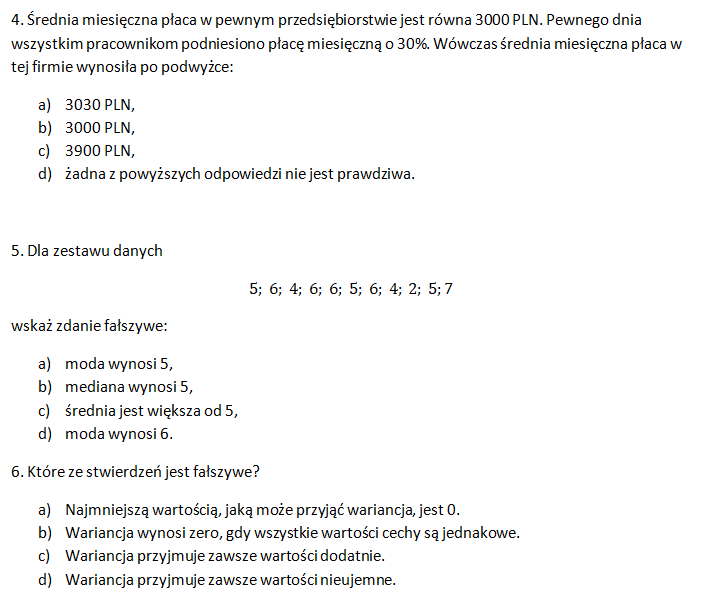 4. Średnia miesięczna płaca w pewnym przedsiębiorstwie jest równa 3000 PLN. Pewnego dnia
wszystkim pracownikom podniesiono płacę miesięczną o 30%. Wówczas średnia miesięczna płaca w
tej firmie wynosiła po podwyżce:
a) 3030 PLN,
b) 3000 PLN,
c) 3900 PLN,
d) żadna z powyższych odpowiedzi nie jest prawdziwa.
5. Dla zestawu danych
5; 6; 4; 6; 6; 5; 6; 4; 2; 5; 7
wskaż zdanie fałszywe:
a) moda wynosi 5,
b) mediana wynosi 5,
c) średnia jest większa od 5,
d) moda wynosi 6.
6. Które ze stwierdzeń jest fałszywe?
a) Najmniejszą wartością, jaką może przyjąć wariancja, jest 0.
b) Wariancja wynosi zero, gdy wszystkie wartości cechy są jednakowe.
c) Wariancja przyjmuje zawsze wartości dodatnie.
d) Wariancja przyjmuje zawsze wartości nieujemne.